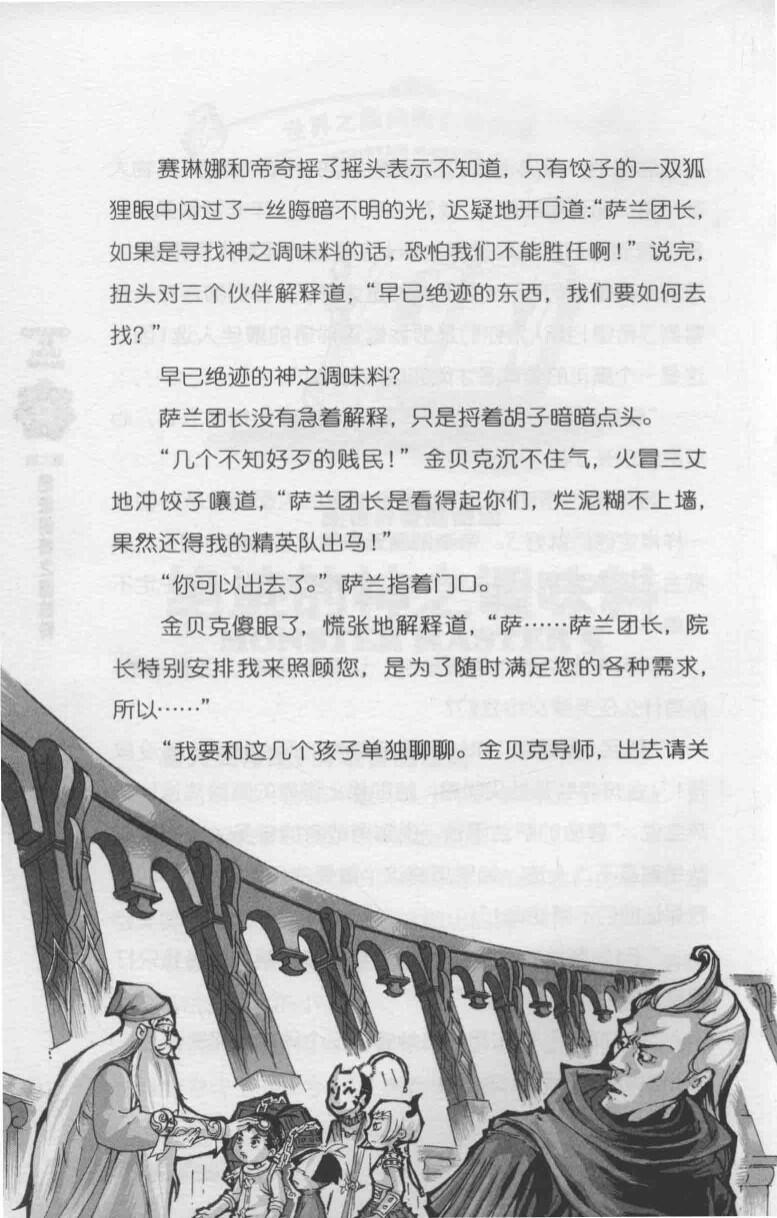 赛琳娜和帝奇摇了摇头表示不知道，只有饺子的一双狐
狸眼中闪过了一丝晦暗不明的光，迟疑地开口道:“萨兰团长，
如果是寻找神之调味料的话，恐怕我们不能胜任啊！”说完，
扭头对三个伙伴解释道，“早已绝迹的东西，我们要如何去
找？”
早已绝迹的神之调味料？
萨兰团长没有急着解释，只是捋着胡子暗暗点头。
“几个不知好歹的贱民！”金贝克沉不住气，火冒三丈
地冲饺子嚷道，“萨兰团长是看得起你们，烂泥糊不上墙，
果然还得我的精英队出马！”
“你可以出去了。”萨兰指着门口。
金贝克傻眼了，慌张地解释道，“萨……萨兰团长，院
长特别安排我来照顾您，是为了随时满足您的各种需求，
所以……”
“我要和这几个孩子单独聊聊。金贝克导师，出去请关